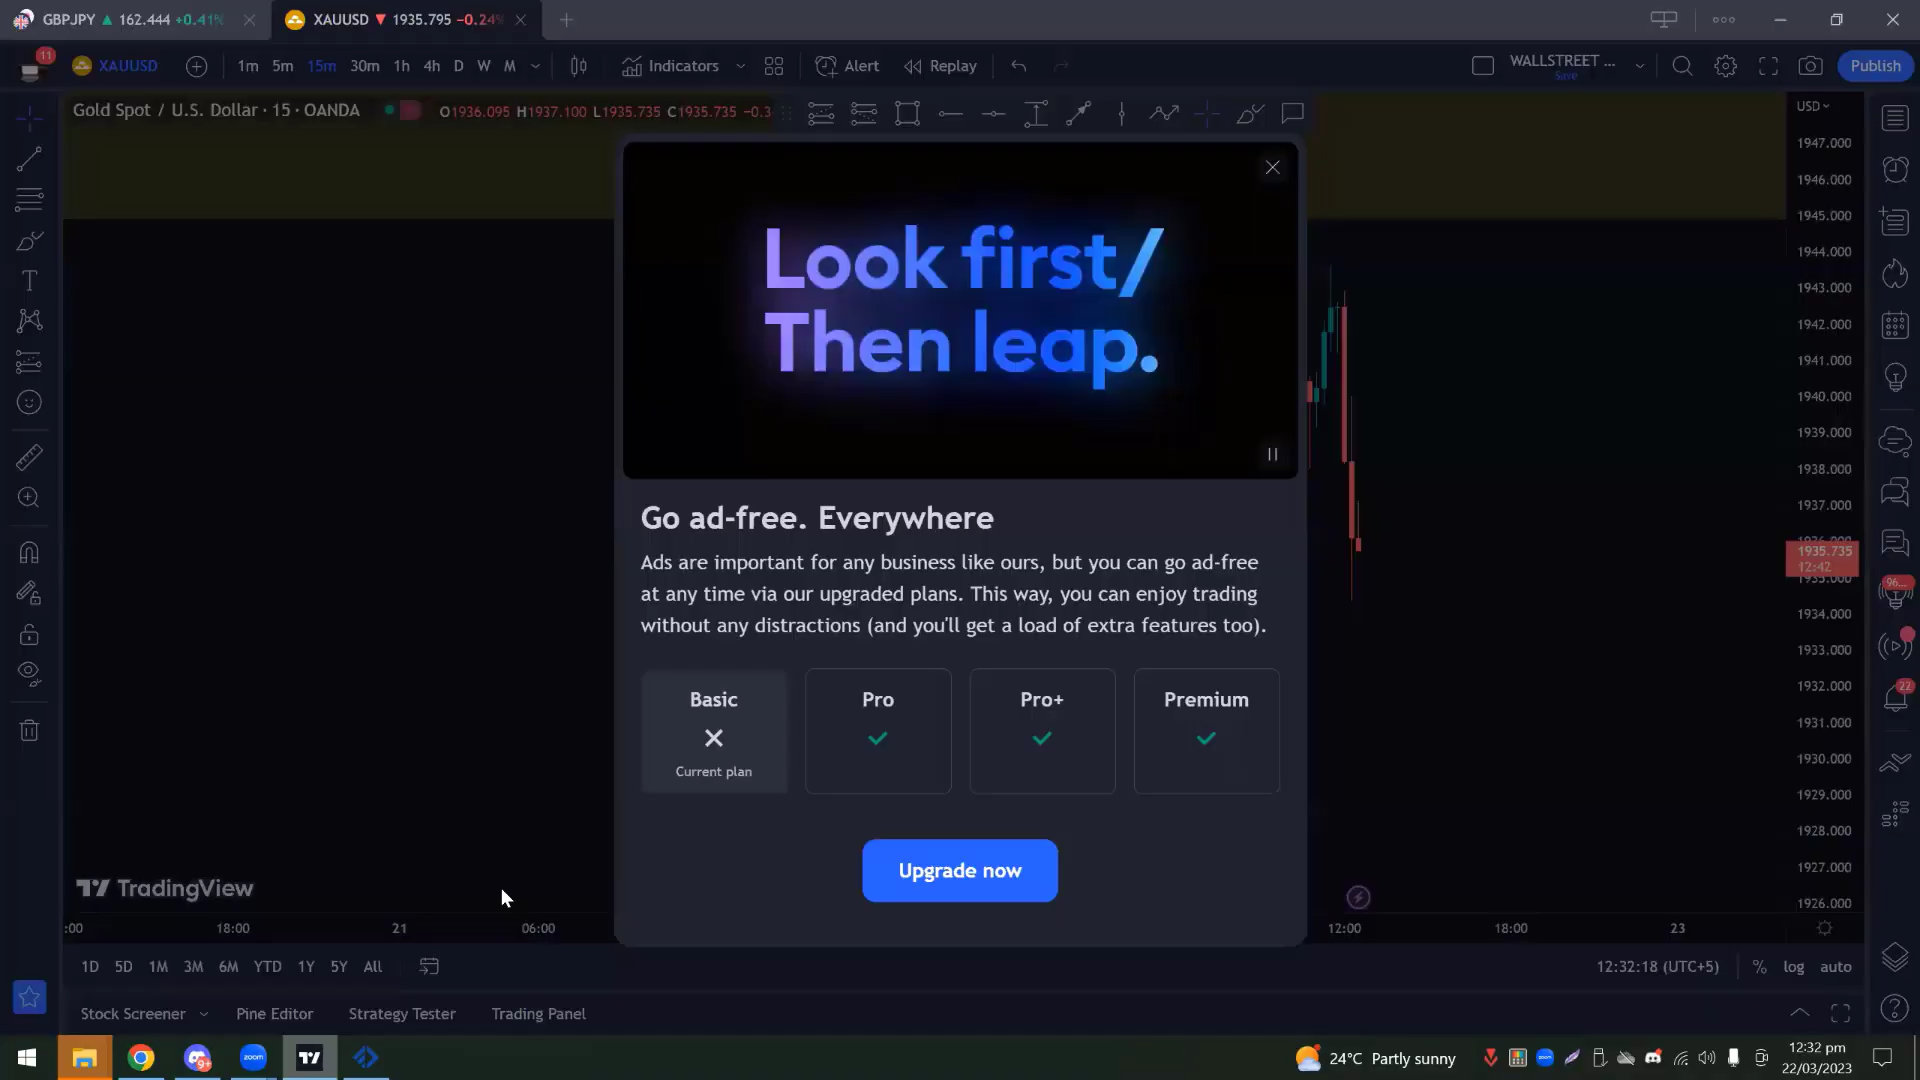 GBPJPY ▲ 162.444 +0.41%
XAUUSD ▼ 1935.795 −0.24%
11
XAUUSD
1m 5m 15m 30m 1h 4h D W M
Indicators
Alert
Replay
WALLSTREET ...
Save
Publish
Gold Spot / U.S. Dollar · 15 · OANDA
O1936.095 H1937.100 L1935.735 C1935.735 −0.3
USD
1947.000
1946.000
1945.000
1944.000
1943.000
1942.000
1941.000
1940.000
1939.000
1938.000
1937.000
1935.735
12:42
1934.000
1933.000
1932.000
1931.000
1930.000
1929.000
1928.000
1927.000
1926.000
Look first/
Then leap.
Go ad-free. Everywhere
Ads are important for any business like ours, but you can go ad-free
at any time via our upgraded plans. This way, you can enjoy trading
without any distractions (and you'll get a load of extra features too).
Basic
Current plan
Pro
Pro+
Premium
Upgrade now
96...
22
TradingView
:00 18:00 21 06:00 12:00 18:00 23
1D 5D 1M 3M 6M YTD 1Y 5Y All
12:32:18 (UTC+5) % log auto
Stock Screener Pine Editor Strategy Tester Trading Panel
9+
zoom
24°C Partly sunny
12:32 pm
22/03/2023